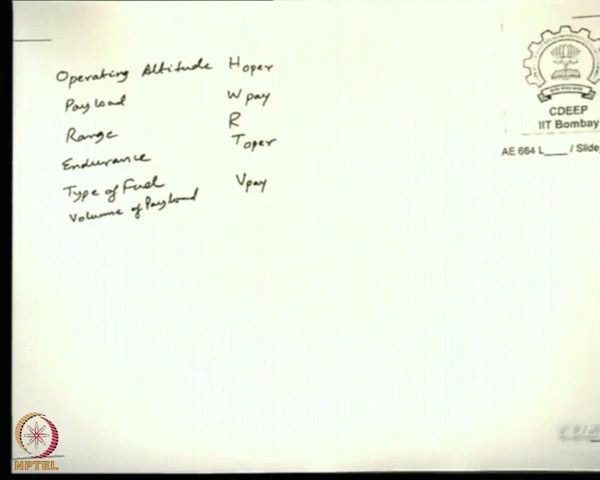 Operating Altitude Hoper
Payload Wpay
Range R
Endurance Toper
Type of Fuel
Volume of Payload Vpay
CDEEP
IIT Bombay
AE 664 L____ / Slide
NPTEL